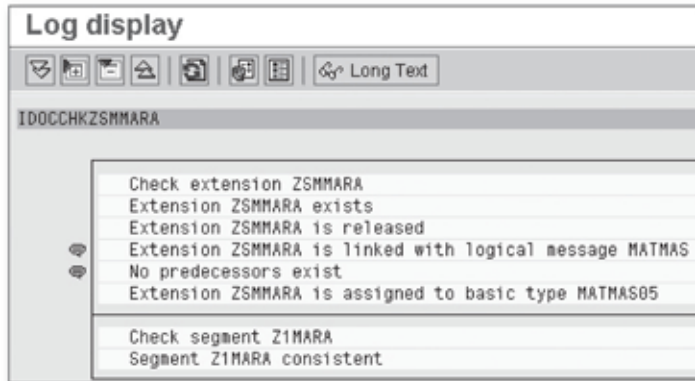 Log display
Long Text
IDOCCHKZSMMARA
Check extension ZSMMARA
Extension ZSMMARA exists
Extension ZSMMARA is released
Extension ZSMMARA is linked with logical message MATMAS
No predecessors exist
Extension ZSMMARA is assigned to basic type MATMAS05
Check segment Z1MARA
Segment Z1MARA consistent